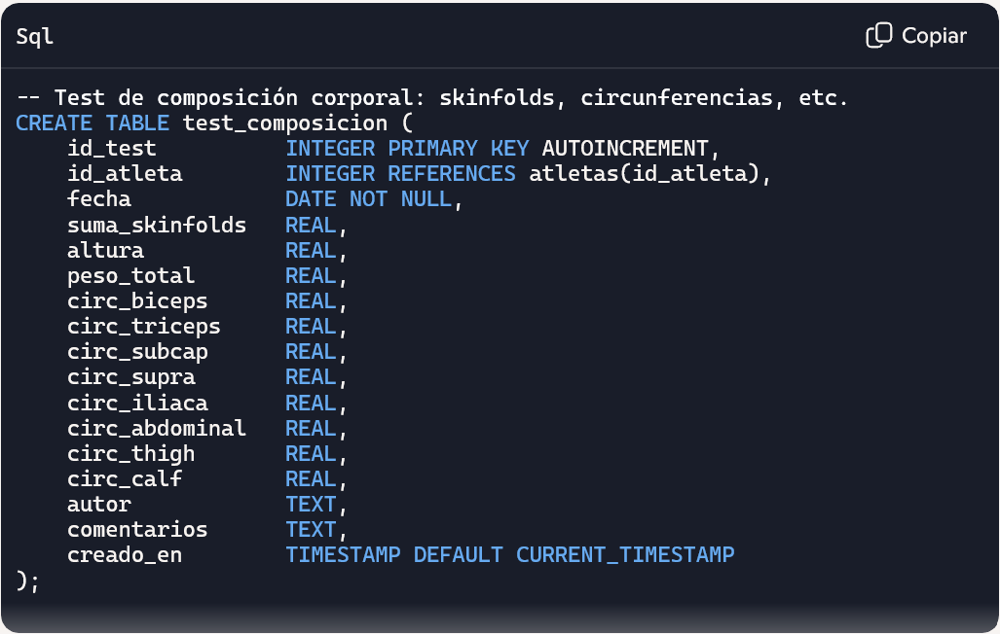 Sql
Copiar
-- Test de composición corporal: skinfolds, circunferencias, etc.
CREATE TABLE test_composicion (
    id_test          INTEGER PRIMARY KEY AUTOINCREMENT,
    id_atleta        INTEGER REFERENCES atletas(id_atleta),
    fecha            DATE NOT NULL,
    suma_skinfolds   REAL,
    altura           REAL,
    peso_total       REAL,
    circ_biceps      REAL,
    circ_triceps     REAL,
    circ_subcap      REAL,
    circ_supra       REAL,
    circ_iliaca      REAL,
    circ_abdominal   REAL,
    circ_thigh       REAL,
    circ_calf        REAL,
    autor            TEXT,
    comentarios      TEXT,
    creado_en        TIMESTAMP DEFAULT CURRENT_TIMESTAMP
);